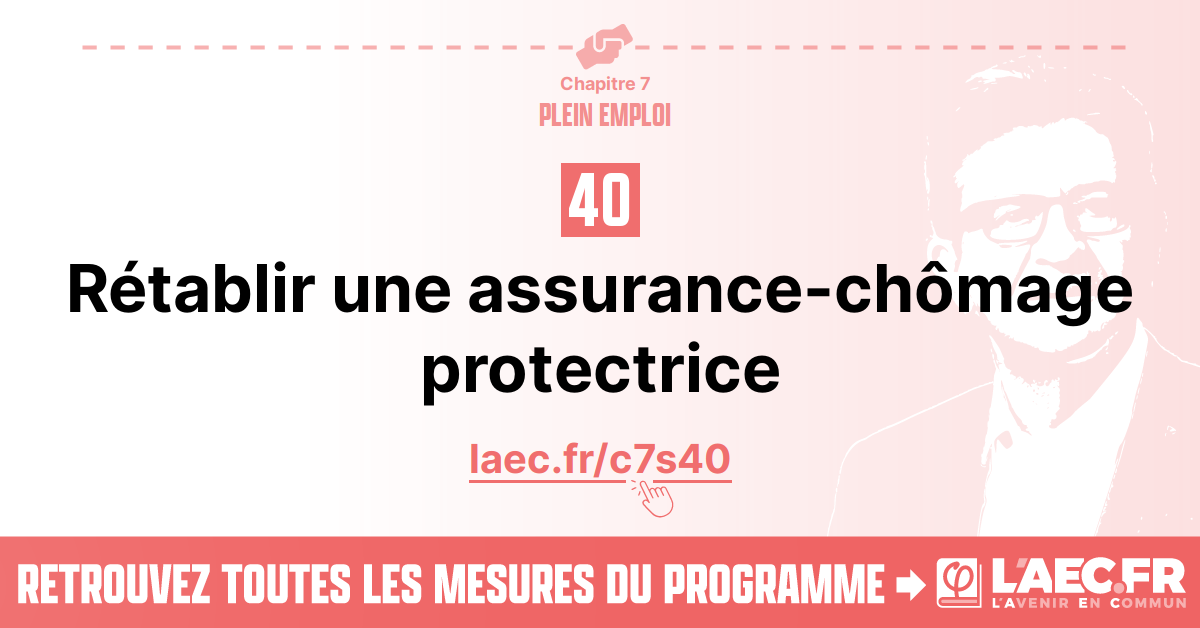 Chapitre 7
PLEIN EMPLOI
40
Rétablir une assurance-chômage
protectrice
laec.fr/c7s40
RETROUVEZ TOUTES LES MESURES DU PROGRAMME
φ
L'AEC.FR
L'AVENIR EN COMMUN